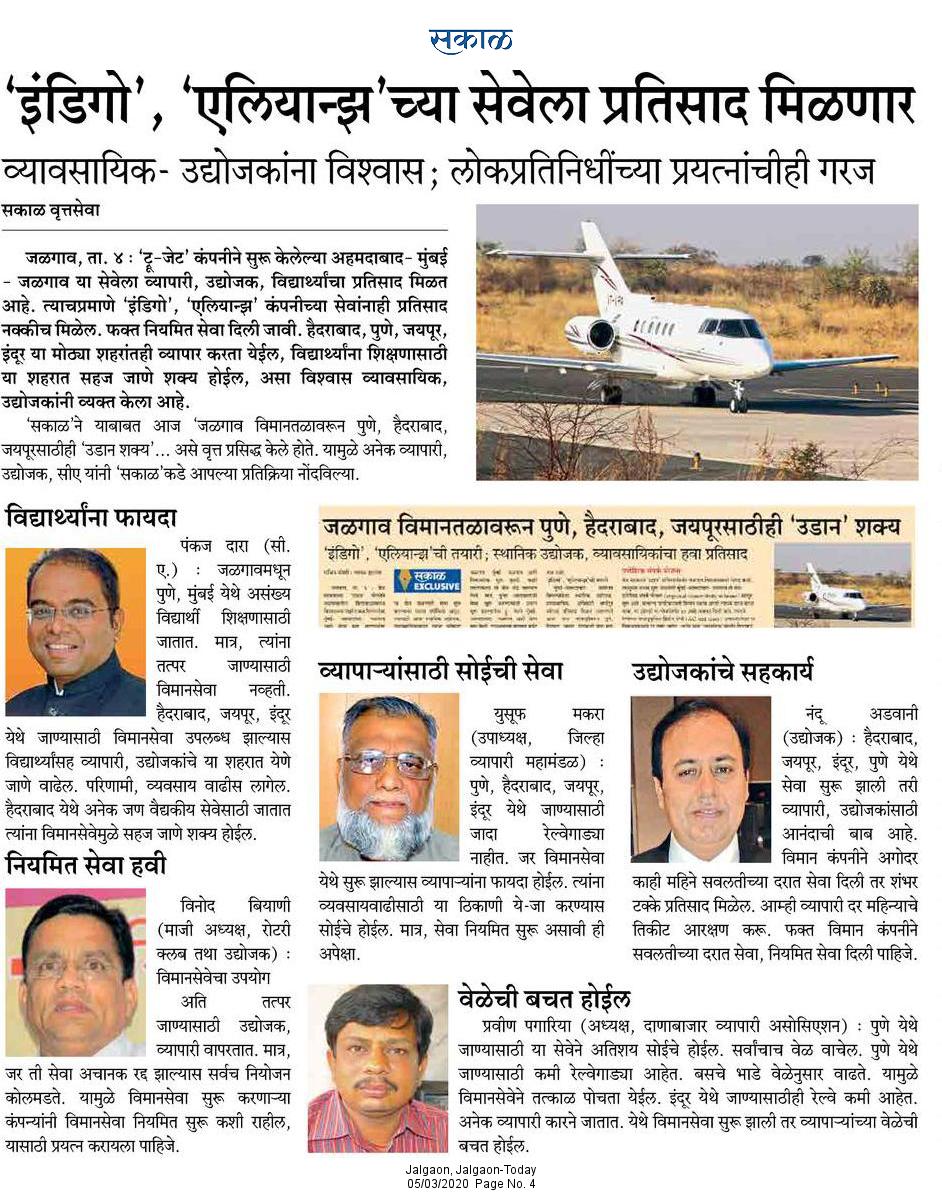 सकाळ
‘इंडिगो’, ‘एलियान्झ’च्या सेवेला प्रतिसाद मिळणार
व्यावसायिक- उद्योजकांना विश्वास; लोकप्रतिनिधींच्या प्रयत्नांचीही गरज
सकाळ वृत्तसेवा
जळगाव, ता. ४ : ‘ट्रू-जेट’ कंपनीने सुरू केलेल्या अहमदाबाद- मुंबई
- जळगाव या सेवेला व्यापारी, उद्योजक, विद्यार्थ्यांचा प्रतिसाद मिळत
आहे. त्याचप्रमाणे ‘इंडिगो’, ‘एलियान्झ’ कंपनीच्या सेवांनाही प्रतिसाद
नक्कीच मिळेल. फक्त नियमित सेवा दिली जावी. हैदराबाद, पुणे, जयपूर,
इंदूर या मोठ्या शहरांतही व्यापार करता येईल, विद्यार्थ्यांना शिक्षणासाठी
या शहरात सहज जाणे शक्य होईल, असा विश्वास व्यावसायिक,
उद्योजकांनी व्यक्त केला आहे.
‘सकाळ’ने याबाबत आज ‘जळगाव विमानतळावरून पुणे, हैदराबाद,
जयपूरसाठीही ‘उडान शक्य’... असे वृत्त प्रसिद्ध केले होते. यामुळे अनेक व्यापारी,
उद्योजक, सीए यांनी ‘सकाळ’कडे आपल्या प्रतिक्रिया नोंदविल्या.
विद्यार्थ्यांना फायदा
पंकज दारा (सी.
ए.) : जळगावमधून
पुणे, मुंबई येथे असंख्य
विद्यार्थी शिक्षणासाठी
जातात. मात्र, त्यांना
तत्पर जाण्यासाठी
विमानसेवा नव्हती.
हैदराबाद, जयपूर, इंदूर
येथे जाण्यासाठी विमानसेवा उपलब्ध झाल्यास
विद्यार्थ्यांसह व्यापारी, उद्योजकांचे या शहरात येणे
जाणे वाढेल. परिणामी, व्यवसाय वाढीस लागेल.
हैदराबाद येथे अनेक जण वैद्यकीय सेवेसाठी जातात
त्यांना विमानसेवेमुळे सहज जाणे शक्य होईल.
नियमित सेवा हवी
विनोद बियाणी
(माजी अध्यक्ष, रोटरी
क्लब तथा उद्योजक) :
विमानसेवेचा उपयोग
अति तत्पर
जाण्यासाठी उद्योजक,
व्यापारी वापरतात. मात्र,
जर ती सेवा अचानक रद्द झाल्यास सर्वच नियोजन
कोलमडते. यामुळे विमानसेवा सुरू करणाऱ्या
कंपन्यांनी विमानसेवा नियमित सुरू कशी राहील,
यासाठी प्रयत्न करायला पाहिजे.
जळगाव विमानतळावरून पुणे, हैदराबाद, जयपूरसाठीही ‘उडान’ शक्य
‘इंडिगो’, ‘एलियान्झ’ची तयारी; स्थानिक उद्योजक, व्यावसायिकांचा हवा प्रतिसाद
सकाळ
EXCLUSIVE
व्यापाऱ्यांसाठी सोईची सेवा
युसूफ मकरा
(उपाध्यक्ष, जिल्हा
व्यापारी महामंडळ) :
पुणे, हैदराबाद, जयपूर,
इंदूर येथे जाण्यासाठी
जादा रेल्वेगाड्या
नाहीत. जर विमानसेवा
येथे सुरू झाल्यास व्यापाऱ्यांना फायदा होईल. त्यांना
व्यवसायवाढीसाठी या ठिकाणी ये-जा करण्यास
सोईचे होईल. मात्र, सेवा नियमित सुरू असावी ही
अपेक्षा.
उद्योजकांचे सहकार्य
नंदू अडवानी
(उद्योजक) : हैदराबाद,
जयपूर, इंदूर, पुणे येथे
सेवा सुरू झाली तरी
व्यापारी, उद्योजकांसाठी
आनंदाची बाब आहे.
विमान कंपनीने अगोदर
काही महिने सवलतीच्या दरात सेवा दिली तर शंभर
टक्के प्रतिसाद मिळेल. आम्ही व्यापारी दर महिन्याचे
तिकीट आरक्षण करू. फक्त विमान कंपनीने
सवलतीच्या दरात सेवा, नियमित सेवा दिली पाहिजे.
वेळेची बचत होईल
प्रवीण पगारिया (अध्यक्ष, दाणाबाजार व्यापारी असोसिएशन) : पुणे येथे
जाण्यासाठी या सेवेने अतिशय सोईचे होईल. सर्वांचाच वेळ वाचेल. पुणे येथे
जाण्यासाठी कमी रेल्वेगाड्या आहेत. बसचे भाडे वेळेनुसार वाढते. यामुळे
विमानसेवेने तत्काळ पोचता येईल. इंदूर येथे जाण्यासाठीही रेल्वे कमी आहेत.
अनेक व्यापारी कारने जातात. येथे विमानसेवा सुरू झाली तर व्यापाऱ्यांच्या वेळेची
बचत होईल.
Jalgaon, Jalgaon-Today
05/03/2020 Page No. 4